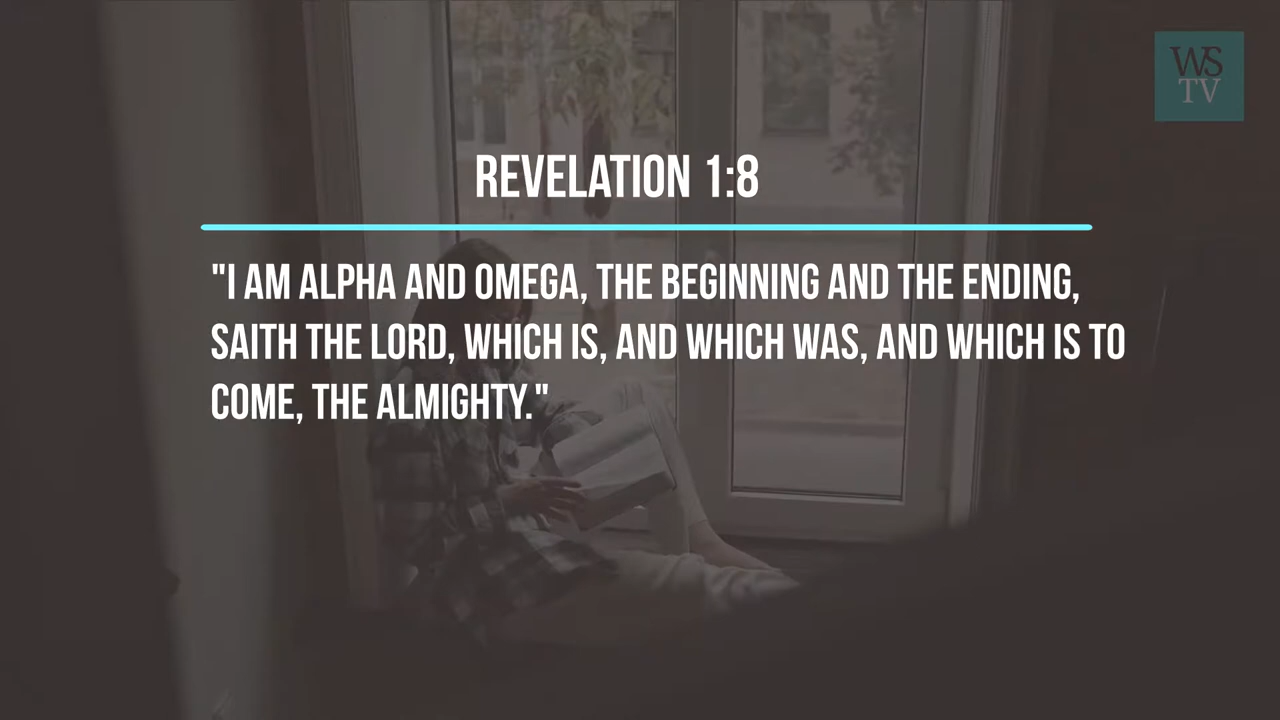 WS
TV
REVELATION 1:8
"I AM ALPHA AND OMEGA, THE BEGINNING AND THE ENDING,
SAITH THE LORD, WHICH IS, AND WHICH WAS, AND WHICH IS TO
COME, THE ALMIGHTY."